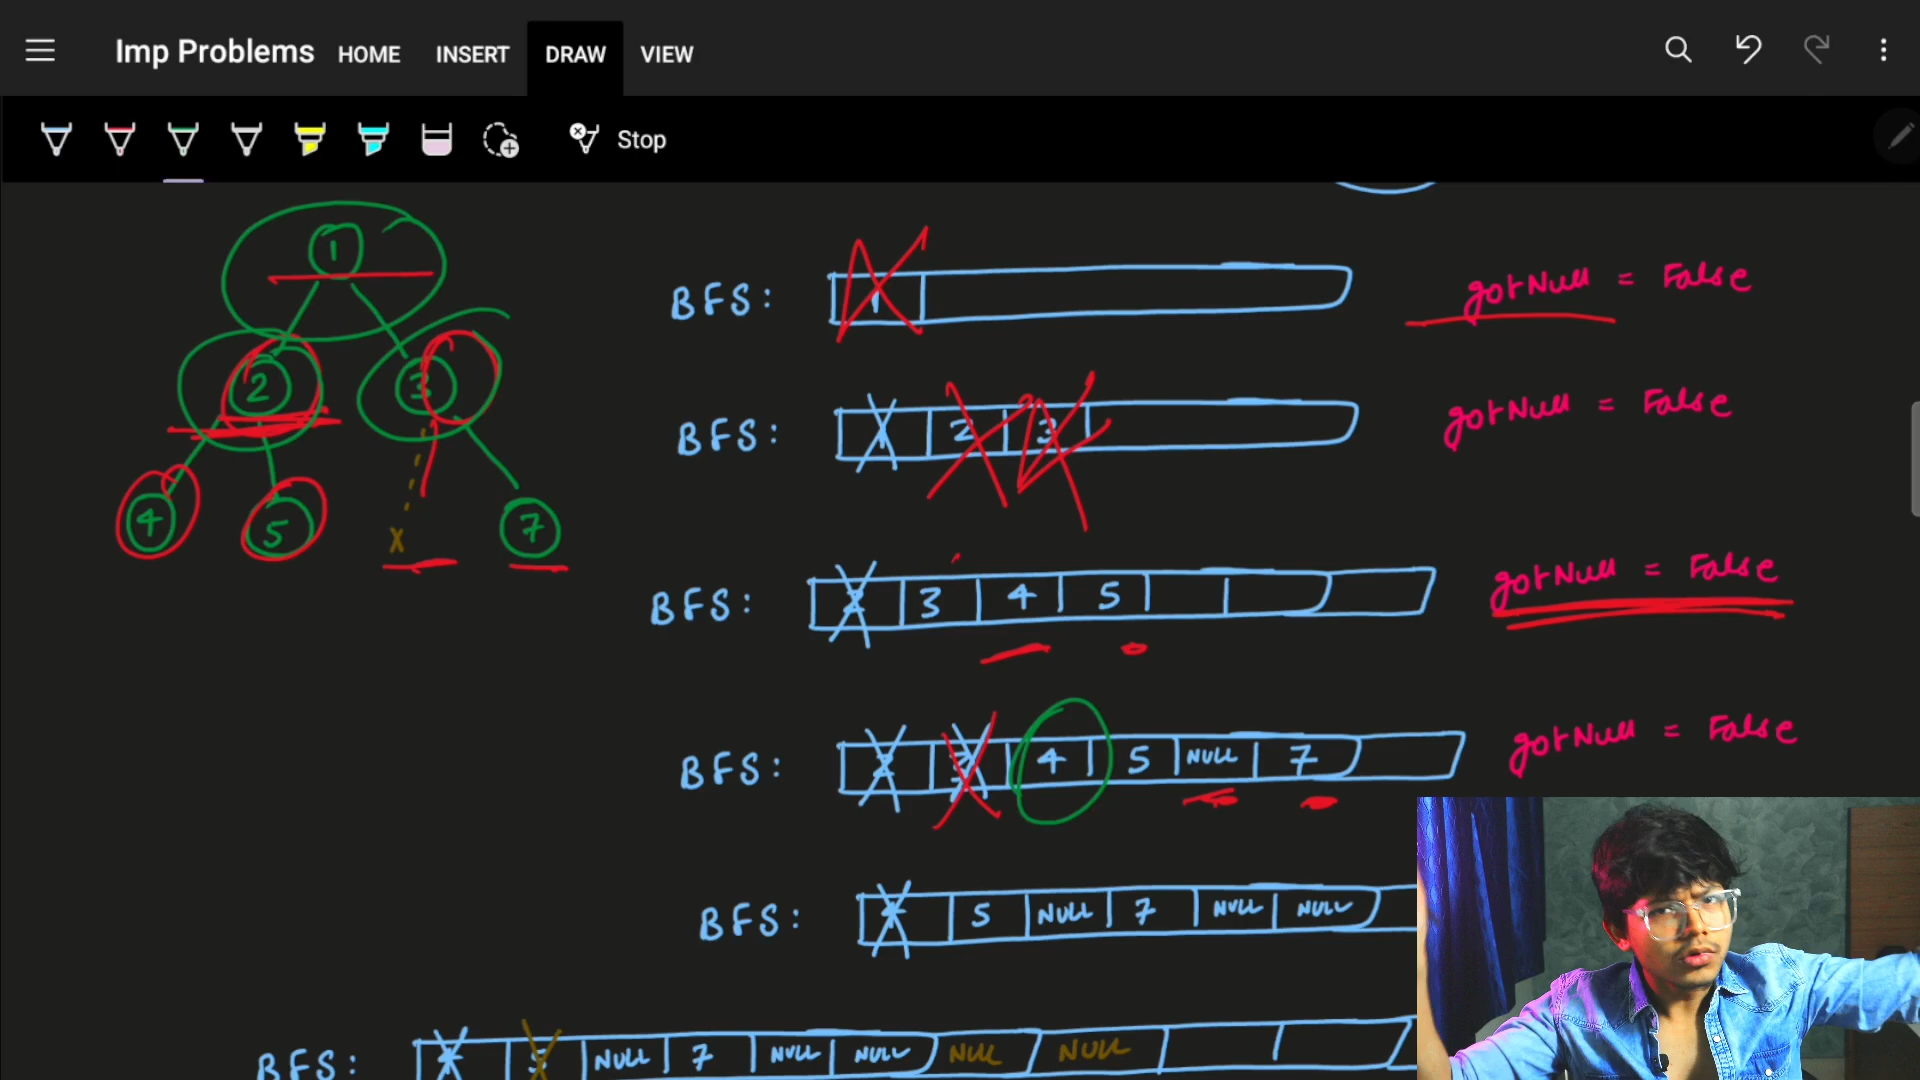 Imp Problems HOME INSERT DRAW VIEW
Stop
1
2 3
4 5 x 7
BFS: 1 gotNull = False
BFS: 1 2 3 gotNull = False
BFS: 2 3 4 5 gotNull = False
BFS: 2 3 4 5 NULL 7 gotNull = False
BFS: 4 5 NULL 7 NULL NULL
BFS: 4 5 NULL 7 NULL NULL NULL NULL